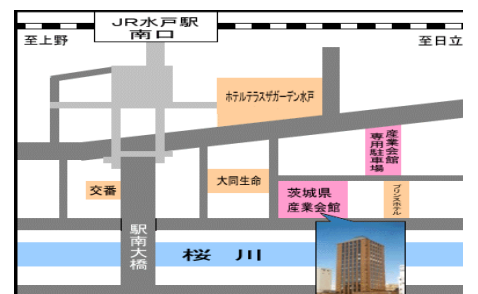 JR水戸駅
南口
至上野
至日立
ホテルテラスザガーデン水戸
産業会館
専用駐車場
交番
大同生命
茨城県
産業会館
プリンスホテル
駅南大橋
桜川